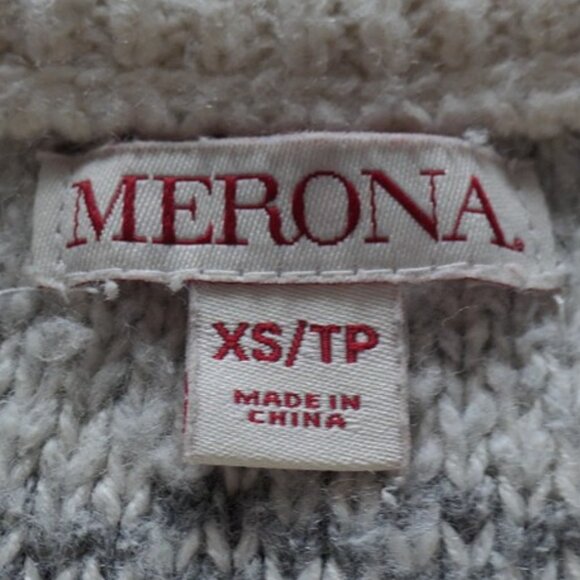 MERONA.
XS/TP
MADE IN
CHINA